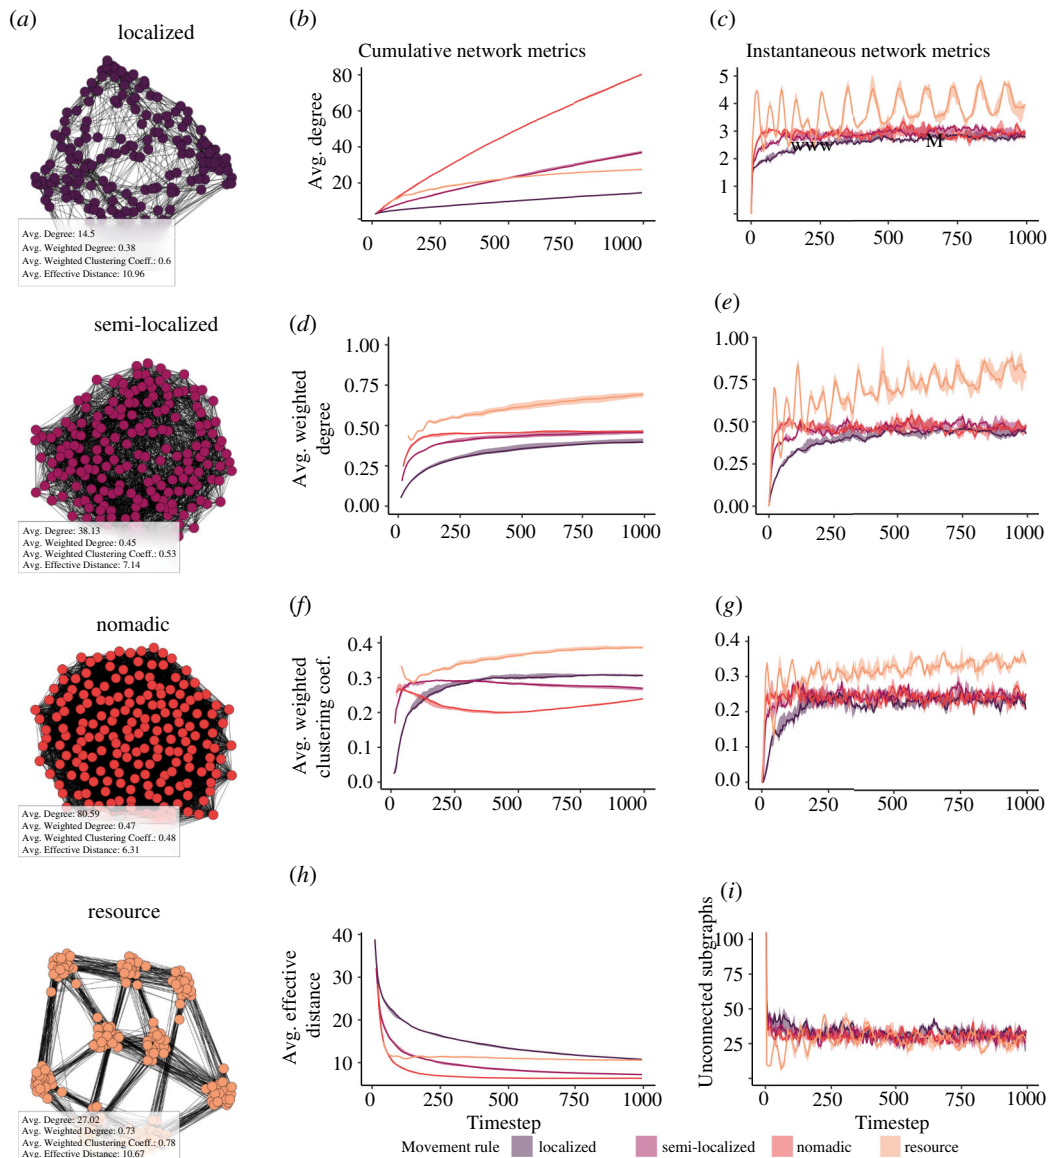 (a)
localized
Avg. Degree: 14.5
Avg. Weighted Degree: 0.38
Avg. Weighted Clustering Coeff.: 0.6
Avg. Effective Distance: 10.96
semi-localized
Avg. Degree: 38.13
Avg. Weighted Degree: 0.45
Avg. Weighted Clustering Coeff.: 0.53
Avg. Effective Distance: 7.14
nomadic
Avg. Degree: 80.59
Avg. Weighted Degree: 0.47
Avg. Weighted Clustering Coeff.: 0.48
Avg. Effective Distance: 6.31
resource
Avg. Degree: 27.02
Avg. Weighted Degree: 0.73
Avg. Weighted Clustering Coeff.: 0.78
Avg. Effective Distance: 10.67
(b)
Cumulative network metrics
Avg. degree
80
60
40
20
0 250 500 1000
(c)
Instantaneous network metrics
5
4
3
2
1
www
M
0 250 500 750 1000
(d)
Avg. weighted
degree
1.00
0.75
0.50
0.25
0.00
0 250 500 750 1000
(e)
1.00
0.75
0.50
0.25
0.00
0 250 500 750 1000
(f)
Avg. weighted
clustering coef.
0.4
0.3
0.2
0.1
0.0
0 250 500 750 1000
(g)
0.4
0.3
0.2
0.1
0.0
0 250 500 750 1000
(h)
Avg. effective
distance
40
30
20
10
0 250 500 750 1000
Timestep
(i)
Unconnected subgraphs
100
75
50
25
0 250 500 750 1000
Timestep
Movement rule localized semi-localized nomadic resource